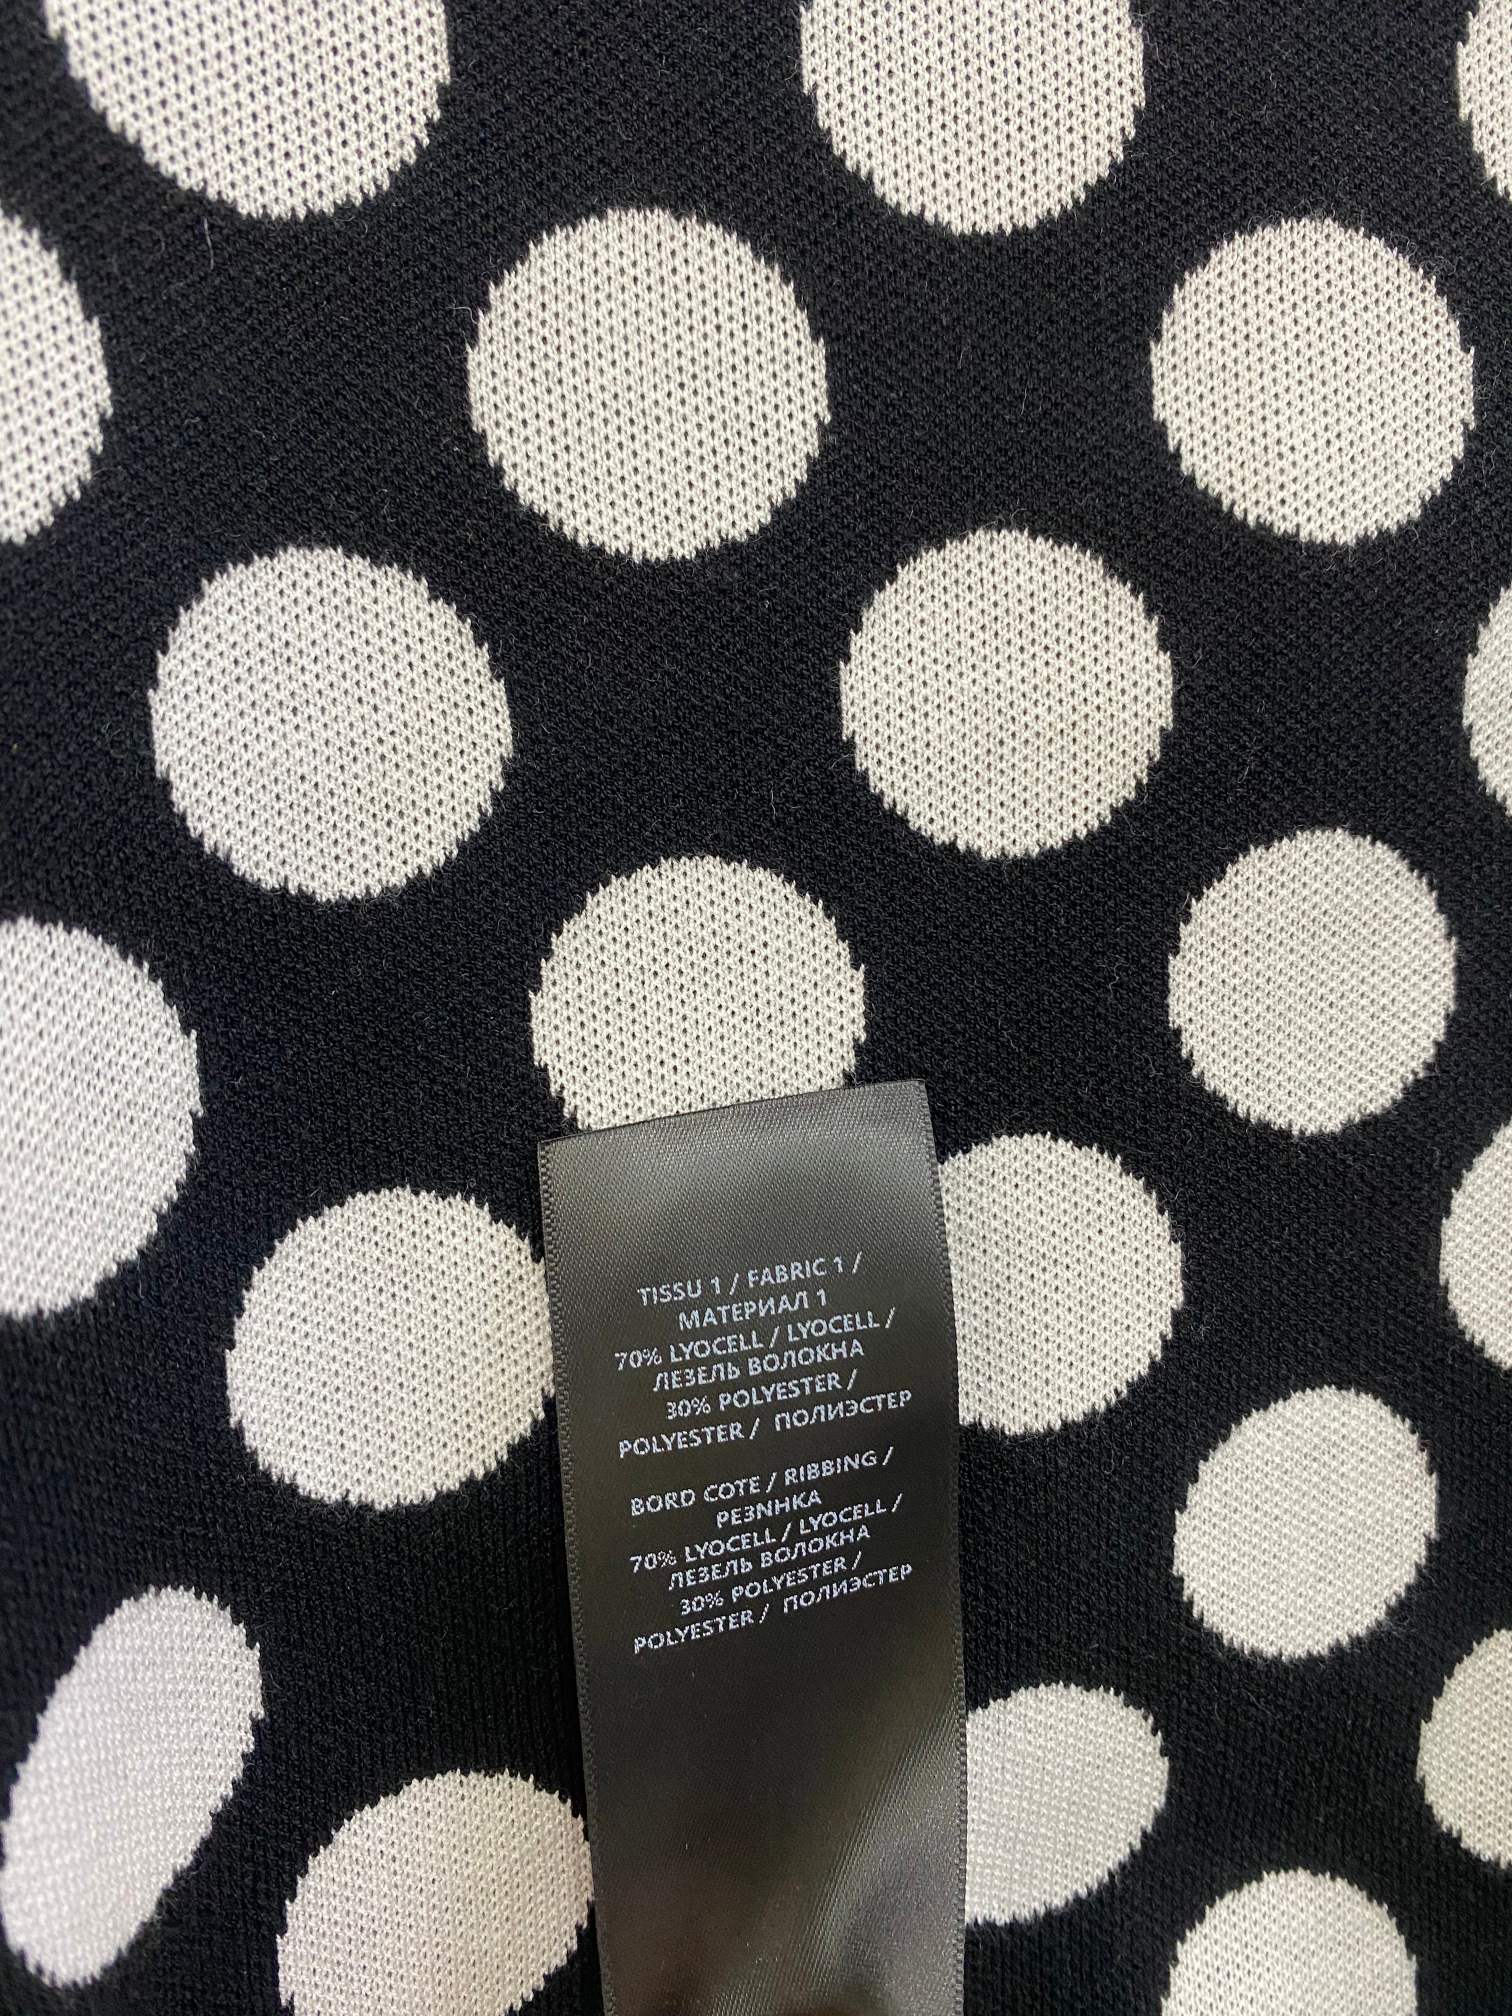 TISSU 1 / FABRIC 1 /
МАТЕРИАЛ 1
70% LYOCELL / LYOCELL /
ЛЕЗЕЛЬ ВОЛОКНА
30% POLYESTER /
POLYESTER / ПОЛИЭСТЕР
BORD COTE / RIBBING /
РЕЗNНКА
70% LYOCELL / LYOCELL /
ЛЕЗЕЛЬ ВОЛОКНА
30% POLYESTER /
POLYESTER / ПОЛИЭСТЕР